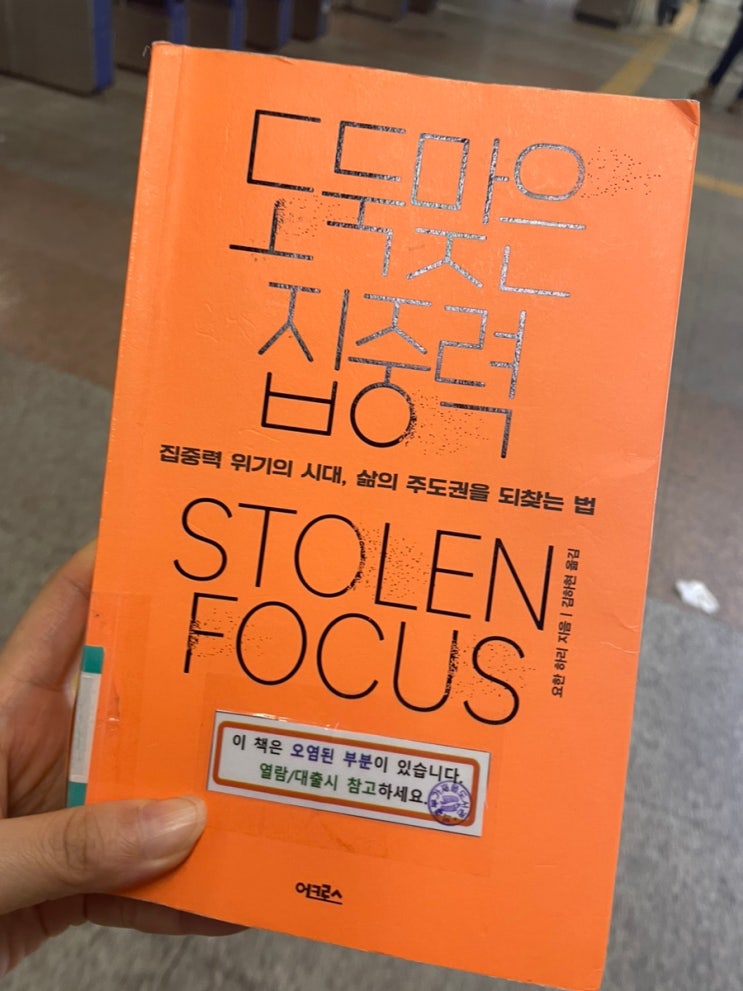 도둑맞은
집중력
집중력 위기의 시대, 삶의 주도권을 되찾는 법
STOLEN
FOCUS
요한 하리 지음 | 김하현 옮김
이 책은 오염된 부분이 있습니다.
열람/대출시 참고하세요.
어크로스